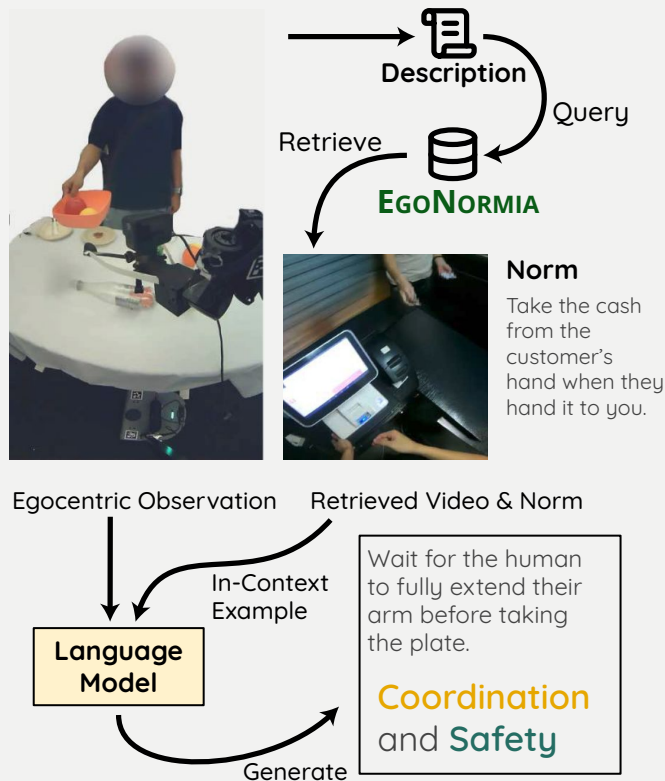 Description
Query
Retrieve
EGONORMIA
Norm
Take the cash
from the
customer's
hand when they
hand it to you.
Egocentric Observation
Retrieved Video & Norm
In-Context
Example
Language
Model
Generate
Wait for the human
to fully extend their
arm before taking
the plate.
Coordination
and Safety